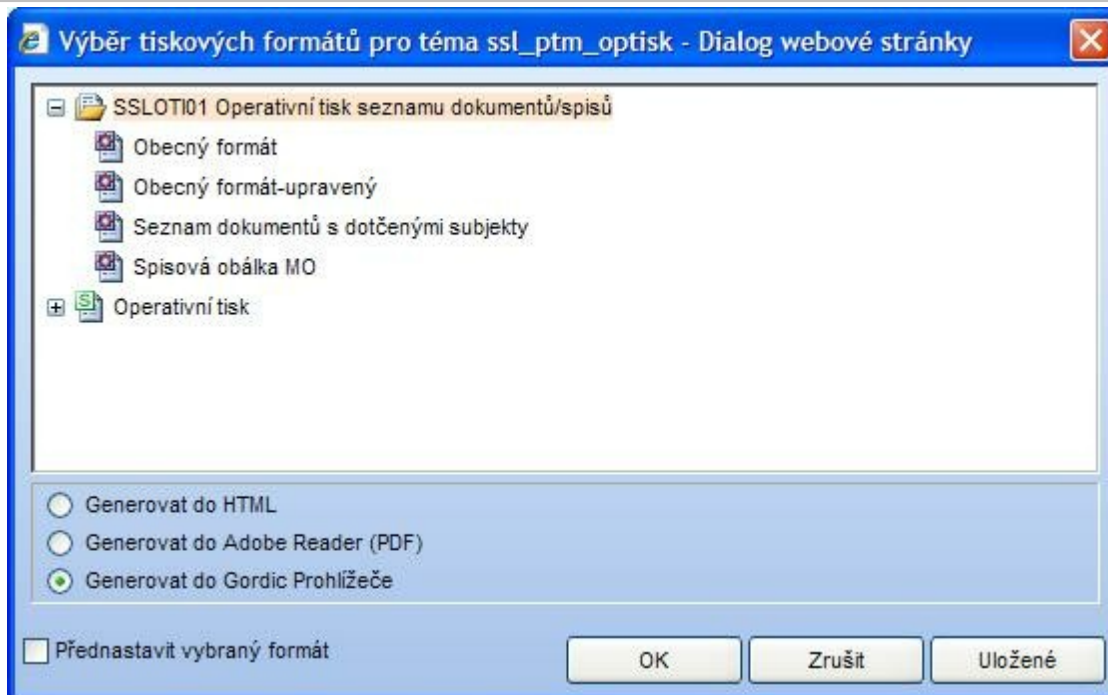 Výběr tiskových formátů pro téma ssl_ptm_optisk - Dialog webové stránky
SSLOTI01 Operativní tisk seznamu dokumentů/spisů
Obecný formát
Obecný formát-upravený
Seznam dokumentů s dotčenými subjekty
Spisová obálka MO
Operativní tisk
Generovat do HTML
Generovat do Adobe Reader (PDF)
Generovat do Gordic Prohlížeče
Přednastavit vybraný formát
OK
Zrušit
Uložené